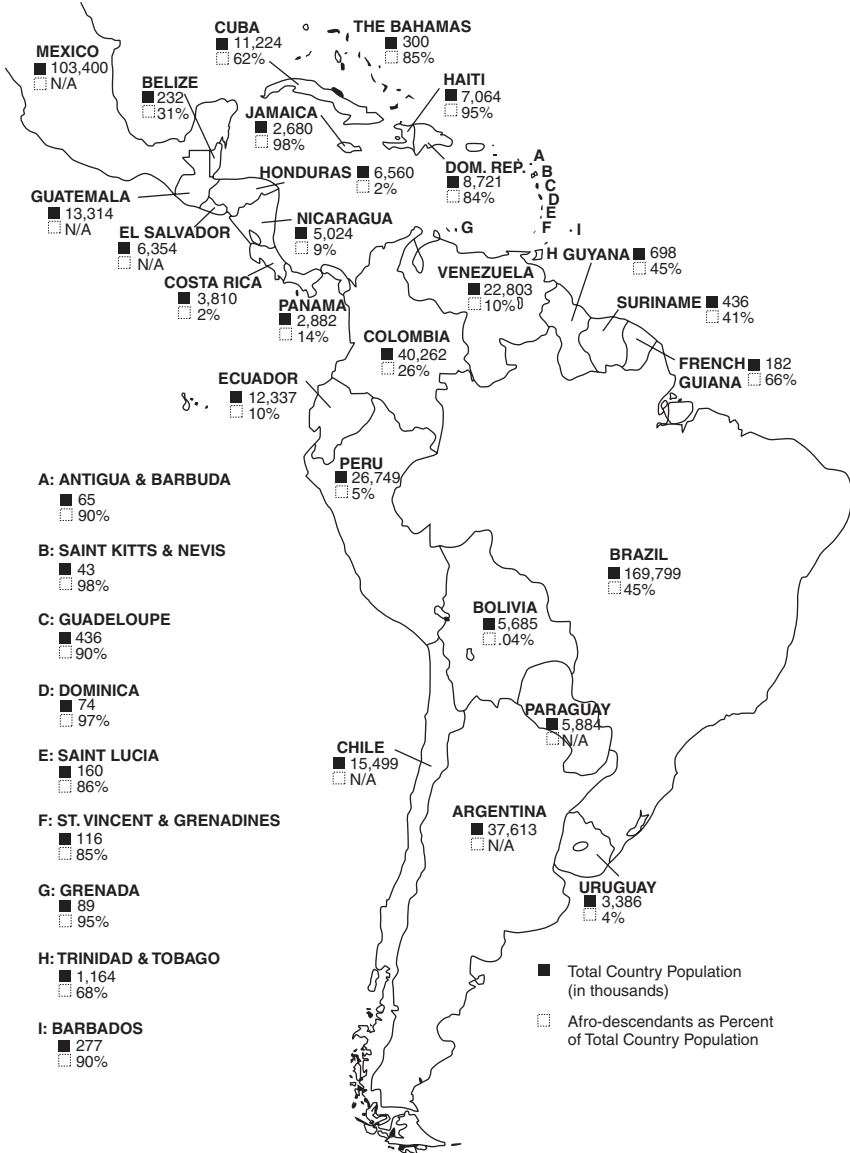 CUBA
11,224
62%
THE BAHAMAS
300
85%
MEXICO
103,400
N/A
BELIZE
232
31%
HAITI
7,064
95%
JAMAICA
2,680
98%
DOM. REP.
8,721
84%
HONDURAS 6,560
2%
A
B
C
D
E
F
G
H
I
GUATEMALA
13,314
N/A
EL SALVADOR
6,354
N/A
NICARAGUA
5,024
9%
COSTA RICA
3,810
2%
PANAMA
2,882
14%
VENEZUELA
22,803
10%
GUYANA 698
45%
SURINAME 436
41%
FRENCH 182
GUIANA 66%
COLOMBIA
40,262
26%
ECUADOR
12,337
10%
PERU
26,749
5%
BRAZIL
169,799
45%
BOLIVIA
5,685
.04%
PARAGUAY
5,884
N/A
CHILE
15,499
N/A
ARGENTINA
37,613
N/A
URUGUAY
3,386
4%
A: ANTIGUA & BARBUDA
65
90%
B: SAINT KITTS & NEVIS
43
98%
C: GUADELOUPE
436
90%
D: DOMINICA
74
97%
E: SAINT LUCIA
160
86%
F: ST. VINCENT & GRENADINES
116
85%
G: GRENADA
89
95%
H: TRINIDAD & TOBAGO
1,164
68%
I: BARBADOS
277
90%
Total Country Population
(in thousands)
Afro-descendants as Percent
of Total Country Population